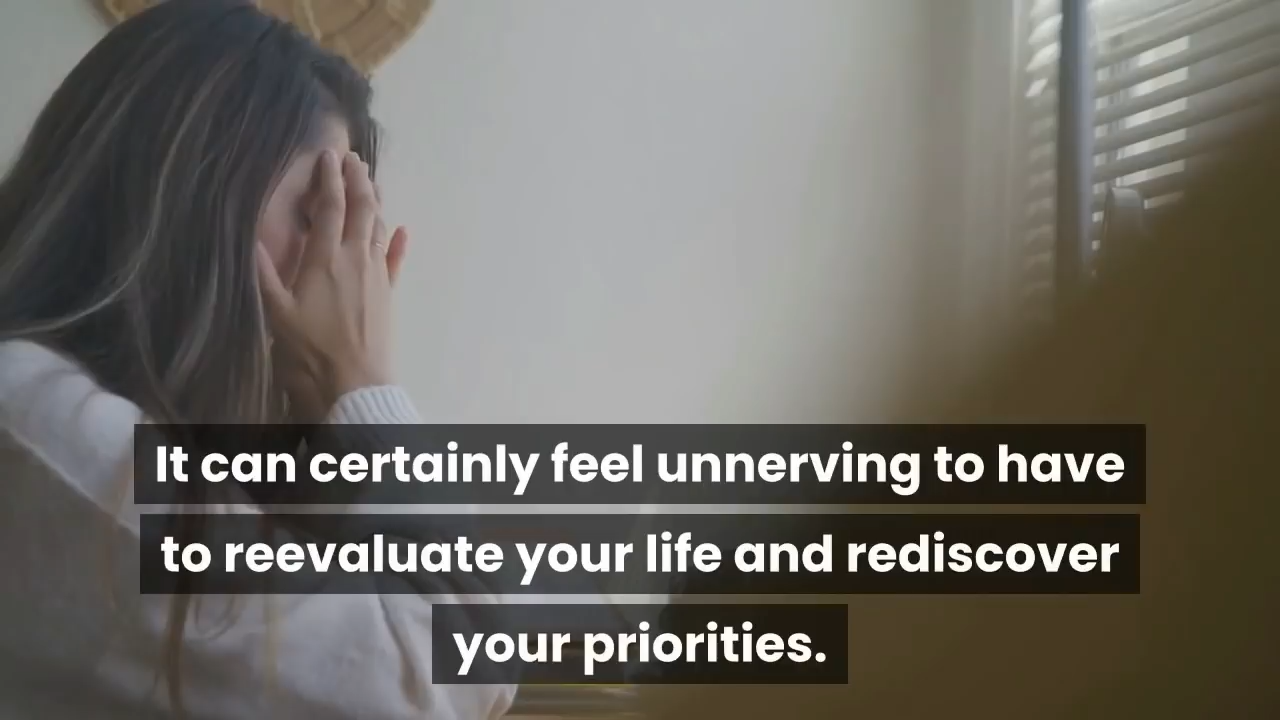 It can certainly feel unnerving to have
to reevaluate your life and rediscover
your priorities.